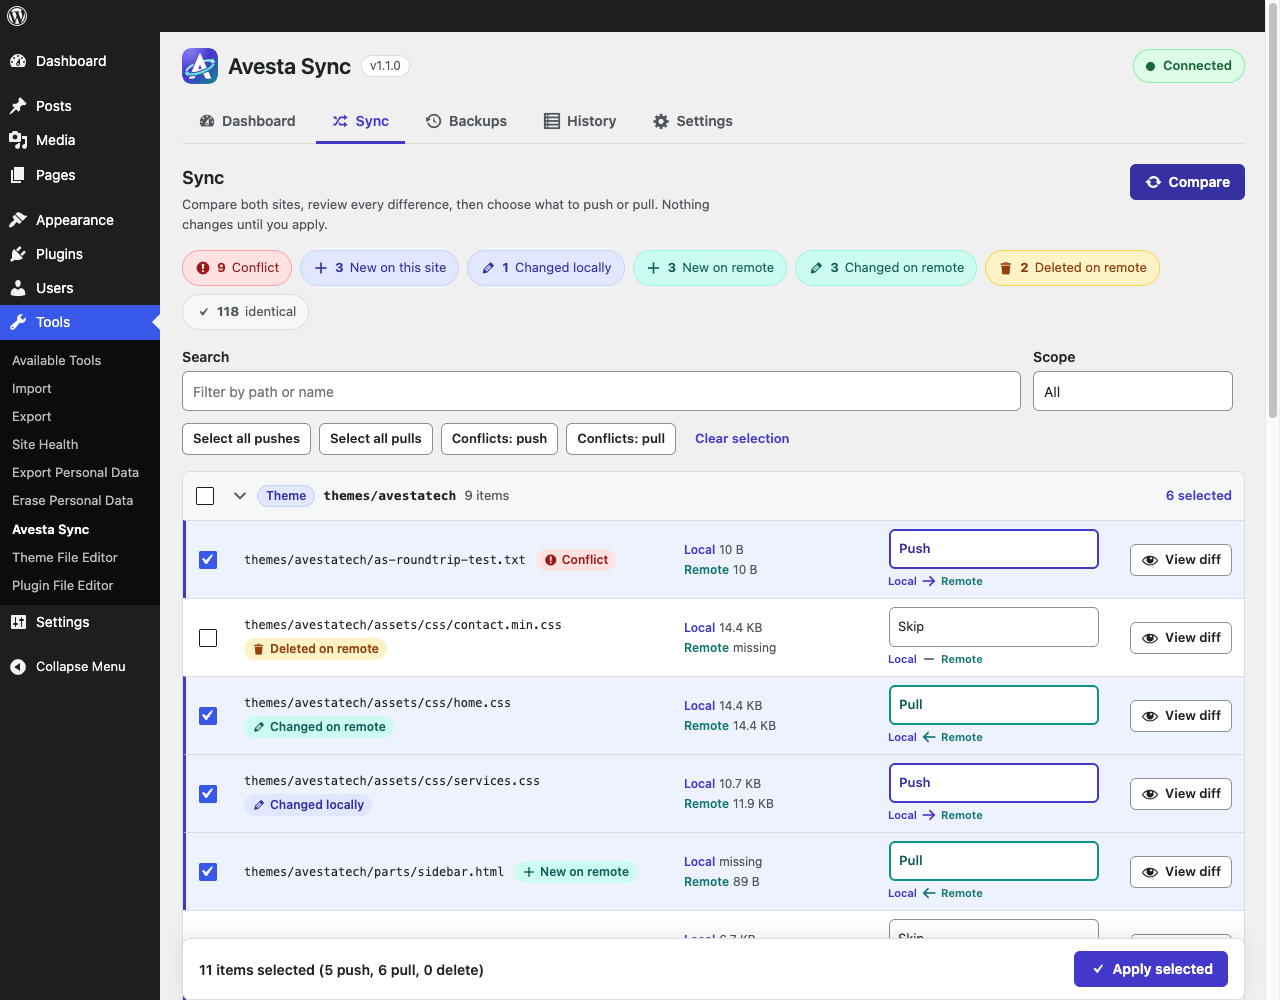 Dashboard
Posts
Media
Pages
Appearance
Plugins
Users
Tools
Available Tools
Import
Export
Site Health
Export Personal Data
Erase Personal Data
Avesta Sync
Theme File Editor
Plugin File Editor
Settings
Collapse Menu
Avesta Sync v1.1.0
Connected
Dashboard Sync Backups History Settings
Sync
Compare both sites, review every difference, then choose what to push or pull. Nothing
changes until you apply.
Compare
9 Conflict 3 New on this site 1 Changed locally 3 New on remote 3 Changed on remote 2 Deleted on remote
118 identical
Search
Filter by path or name
Scope
All
Select all pushes Select all pulls Conflicts: push Conflicts: pull Clear selection
Theme themes/avestatech 9 items 6 selected
themes/avestatech/as-roundtrip-test.txt Conflict
Local 10 B
Remote 10 B
Push
Local → Remote
View diff
themes/avestatech/assets/css/contact.min.css
Deleted on remote
Local 14.4 KB
Remote missing
Skip
Local — Remote
View diff
themes/avestatech/assets/css/home.css
Changed on remote
Local 14.4 KB
Remote 14.4 KB
Pull
Local ← Remote
View diff
themes/avestatech/assets/css/services.css
Changed locally
Local 10.7 KB
Remote 11.9 KB
Push
Local → Remote
View diff
themes/avestatech/parts/sidebar.html New on remote
Local missing
Remote 89 B
Pull
Local ← Remote
View diff
Skip
11 items selected (5 push, 6 pull, 0 delete)
Apply selected